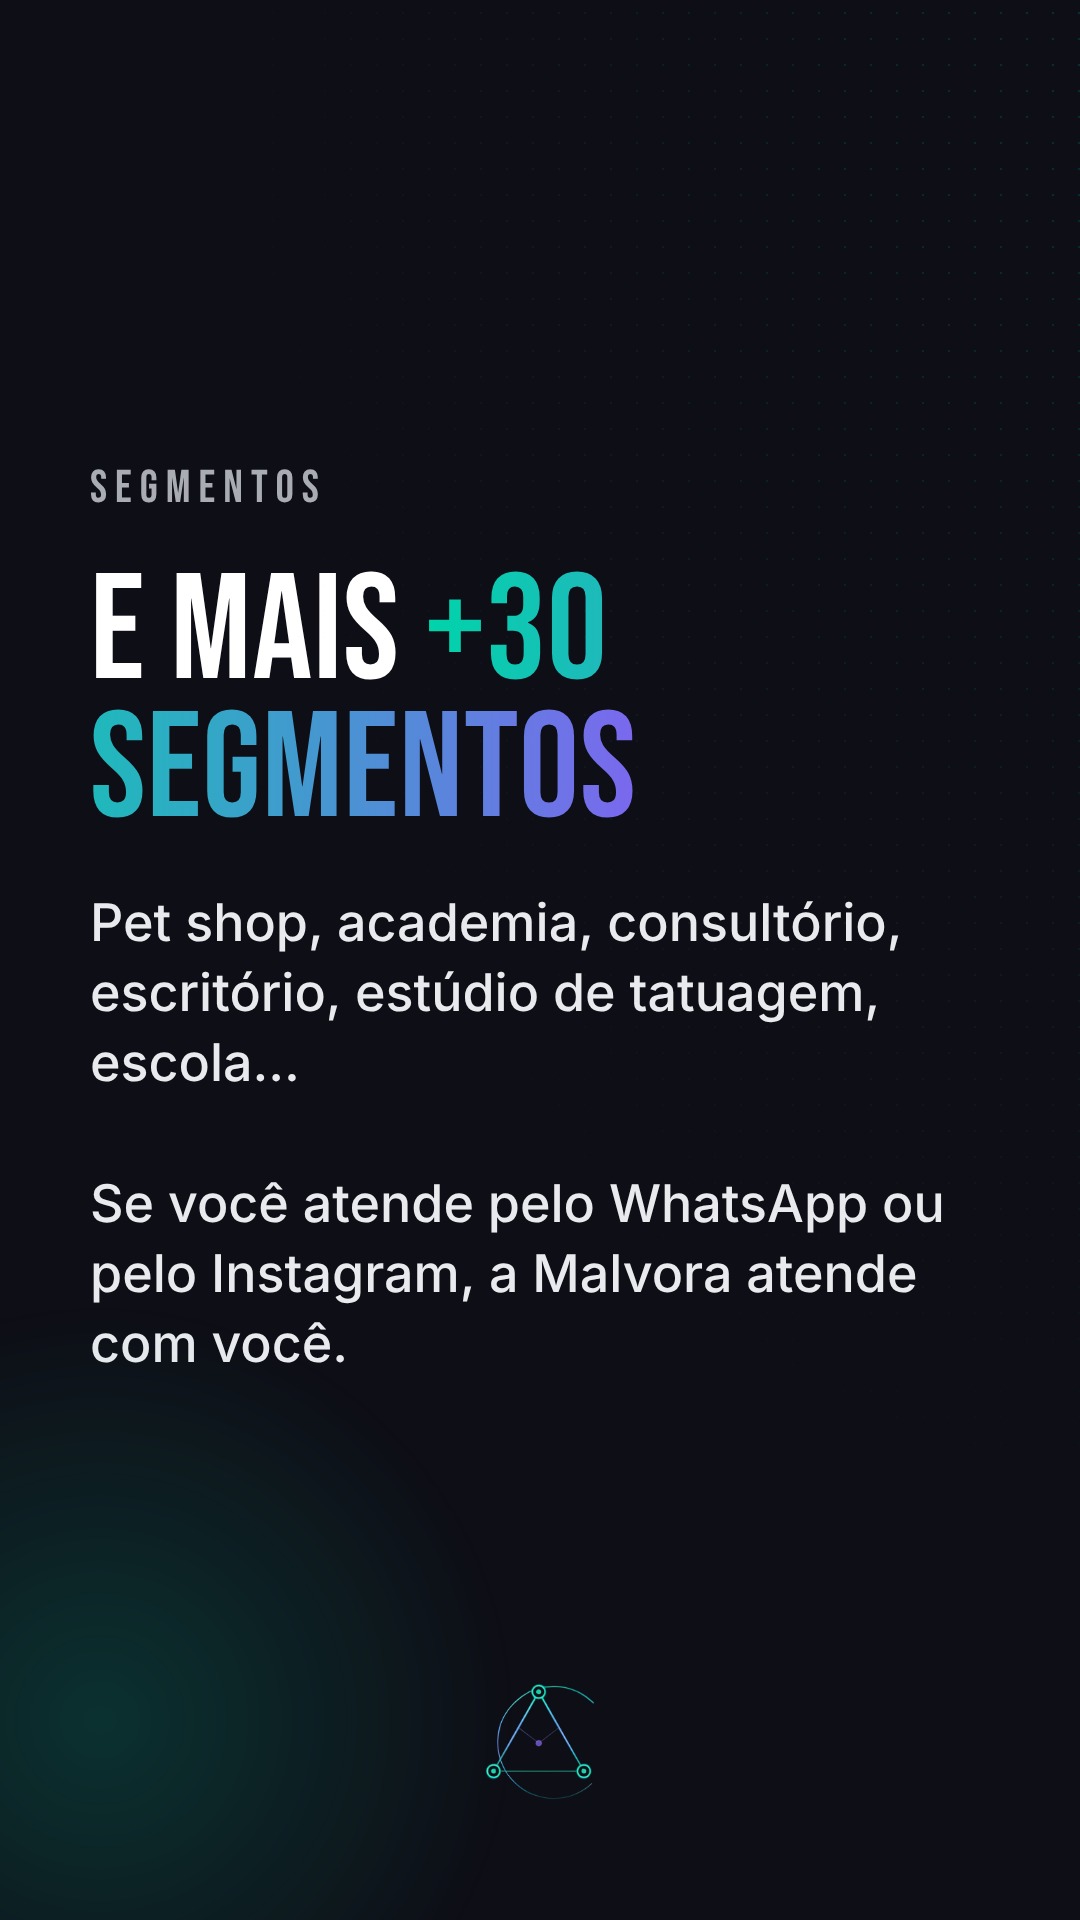 SEGMENTOS
E MAIS +30
SEGMENTOS
Pet shop, academia, consultório,
escritório, estúdio de tatuagem,
escola...
Se você atende pelo WhatsApp ou
pelo Instagram, a Malvora atende
com você.